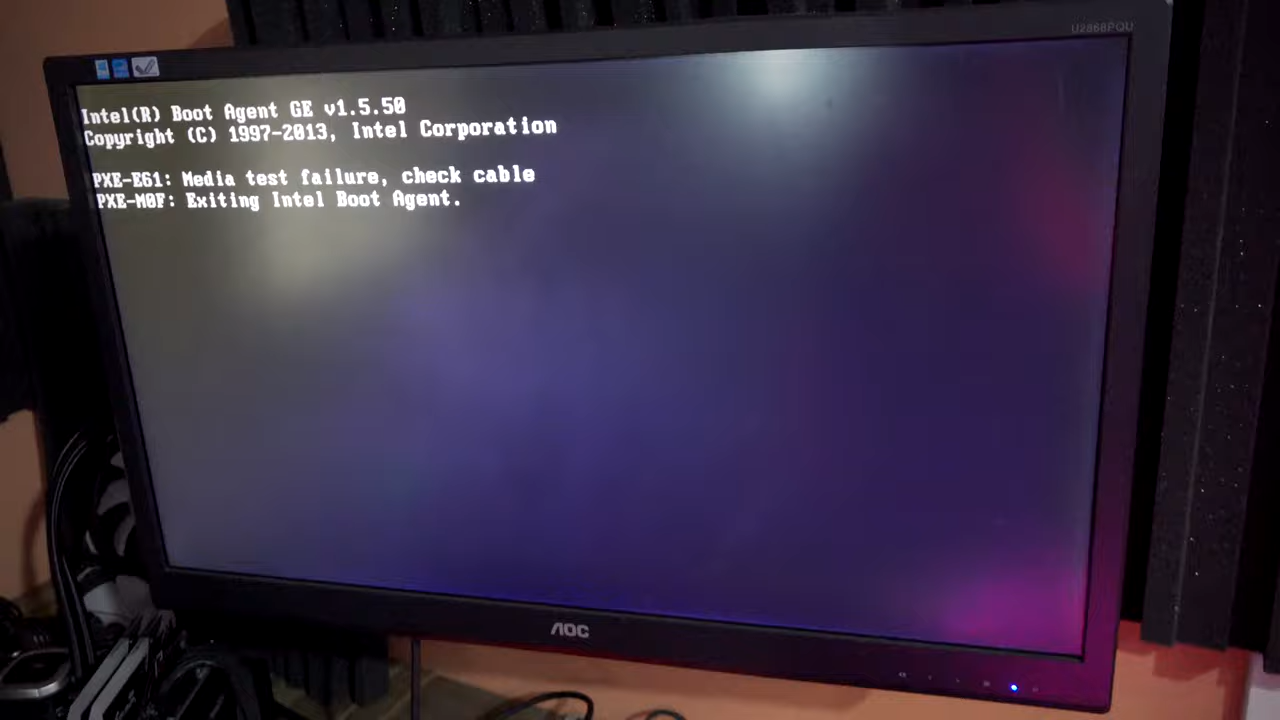 U2868PQU
Intel(R) Boot Agent GE v1.5.50
Copyright (C) 1997-2013, Intel Corporation
PXE-E61: Media test failure, check cable
PXE-M0F: Exiting Intel Boot Agent.
AOC